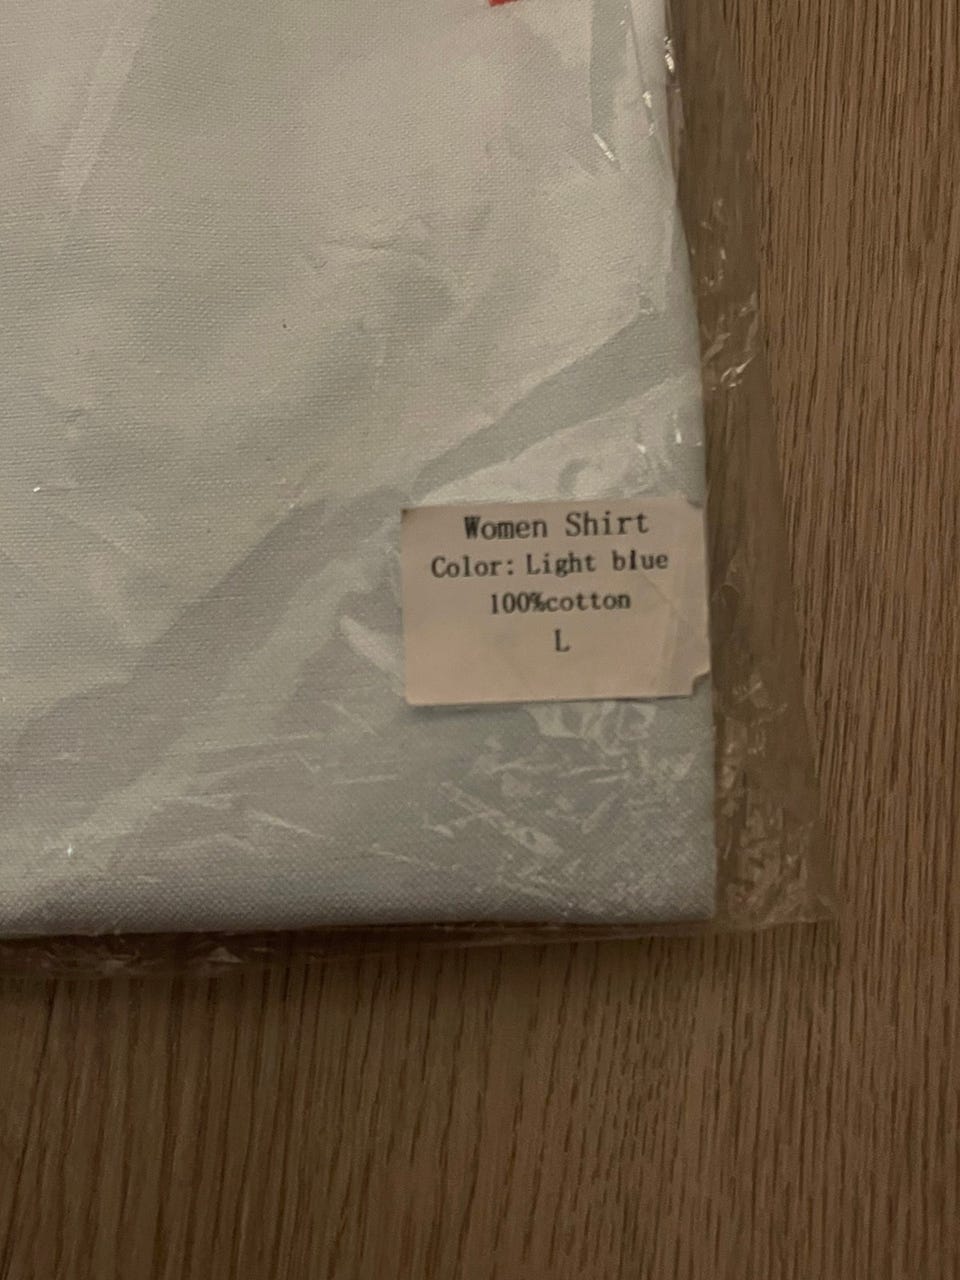 Women Shirt
Color: Light blue
100%cotton
L